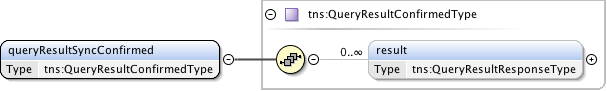 tns:QueryResultConfirmedType
queryResultSyncConfirmed
Type tns:QueryResultConfirmedType
0..∞
result
Type tns:QueryResultResponseType